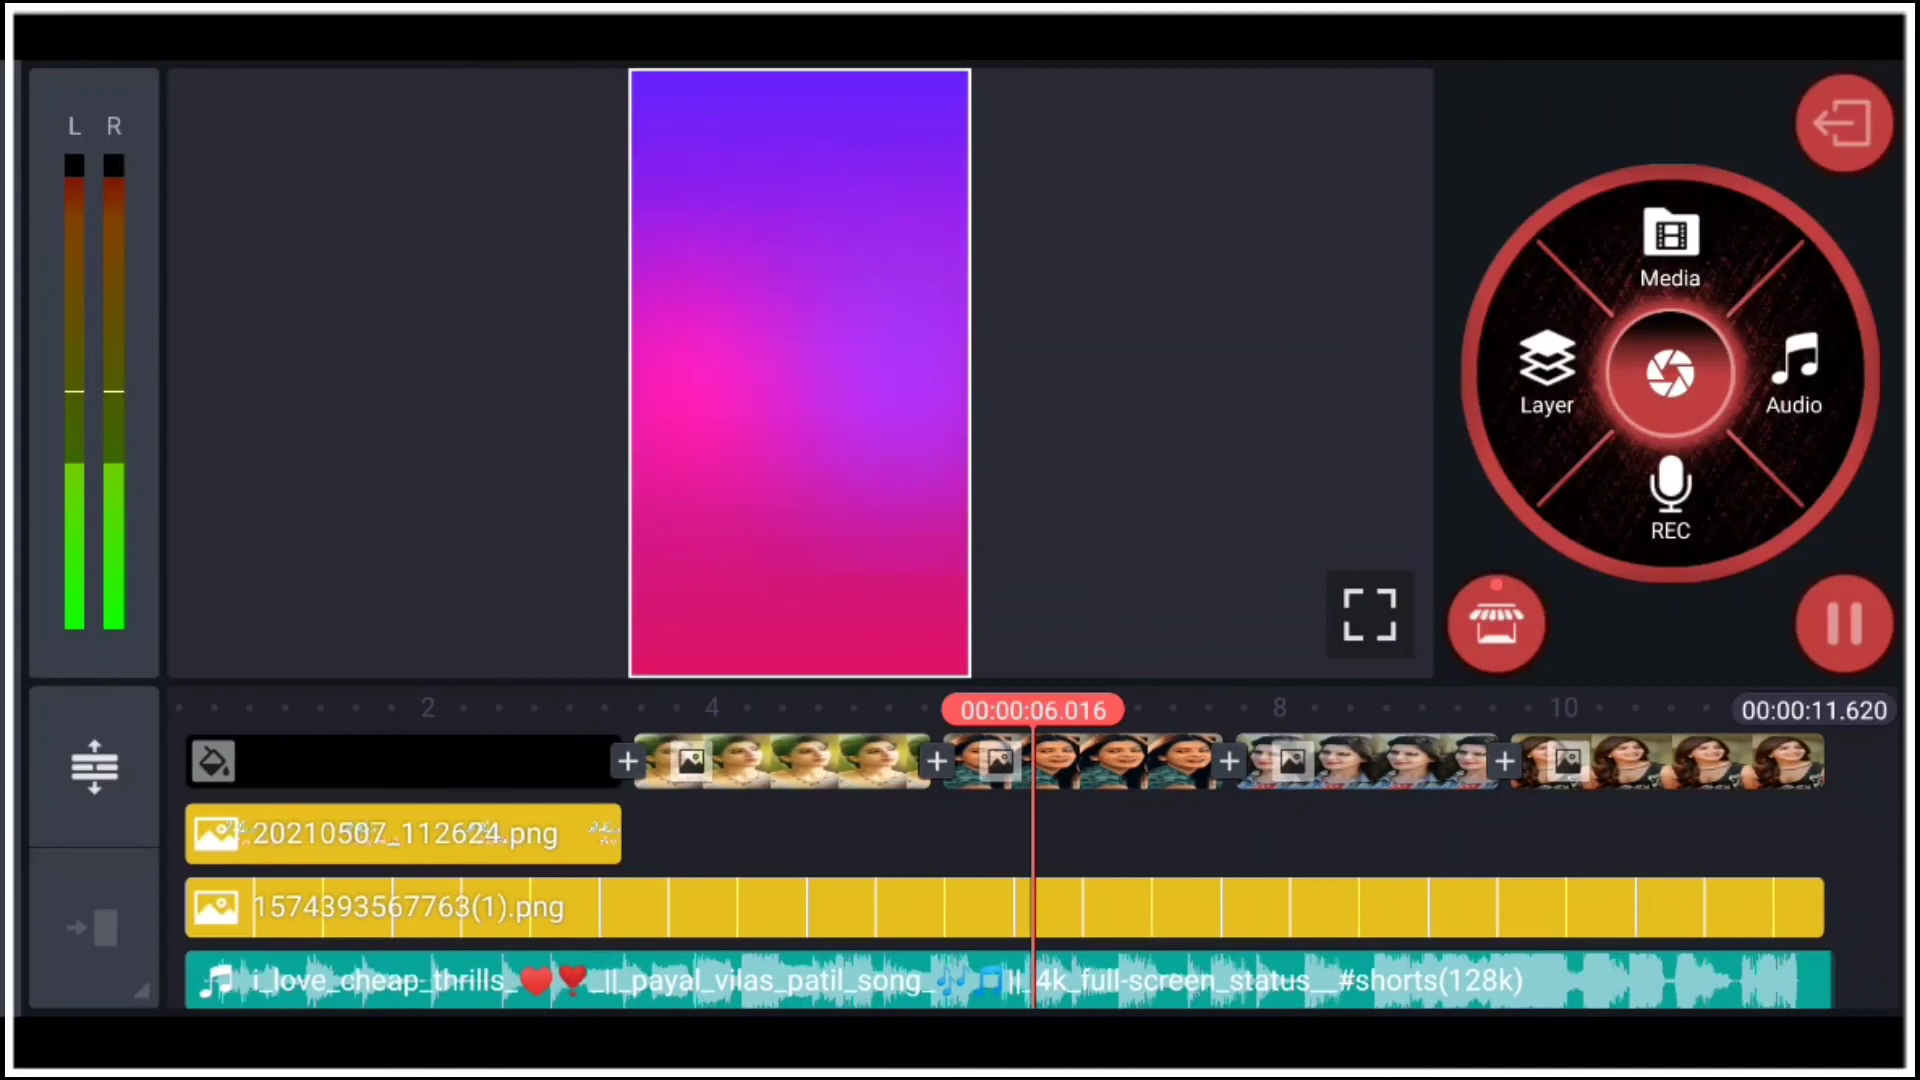 L R
Media
Layer
Audio
REC
2 4 00:00:06.016 8 10 00:00:11.620
20210507_112624.png
1574393567763(1).png
i_love_cheap_thrills_❤️❣️_||_payal_vilas_patil_song_🎶🎵||_4k_full-screen_status__#shorts(128k)